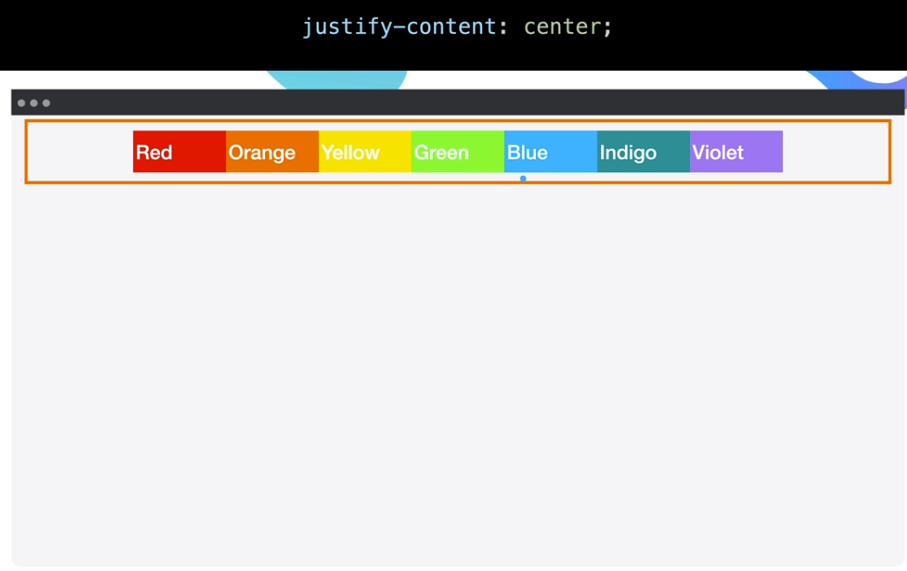 justify-content: center;
Red Orange Yellow Green Blue Indigo Violet